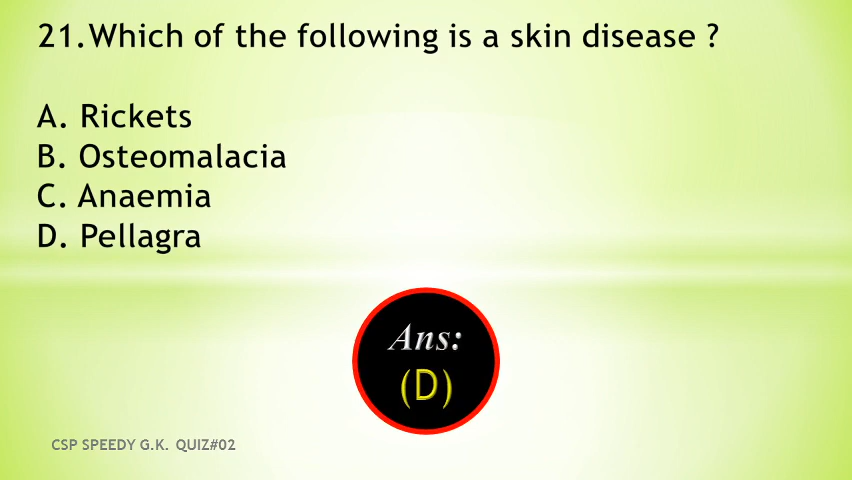 21.Which of the following is a skin disease ?
A. Rickets
B. Osteomalacia
C. Anaemia
D. Pellagra
Ans:
(D)
CSP SPEEDY G.K. QUIZ#02